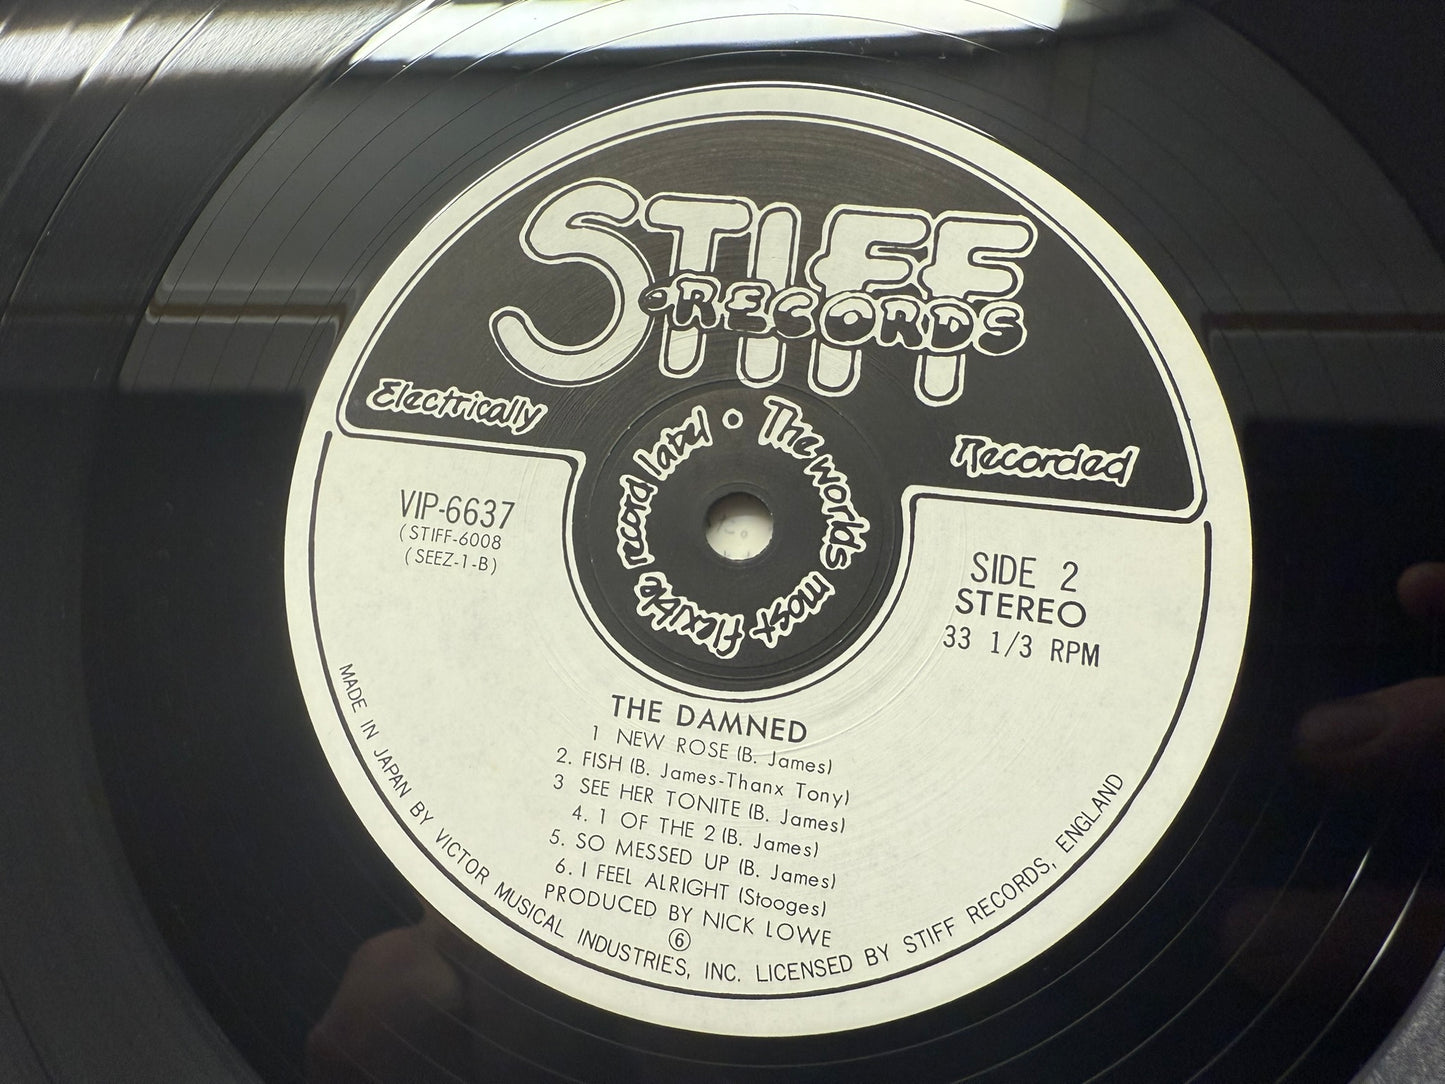 STIFF
•RECORDS
Electrically
Recorded
The worlds most flexible record label •
VIP-6637
(STIFF-6008
(SEEZ-1-B)
SIDE 2
STEREO
33 1/3 RPM
THE DAMNED
1 NEW ROSE (B. James)
2. FISH (B. James-Thanx Tony)
3 SEE HER TONITE (B. James)
4. 1 OF THE 2 (B. James)
5. SO MESSED UP (B. James)
6. I FEEL ALRIGHT (Stooges)
PRODUCED BY NICK LOWE
⑥
MADE IN JAPAN BY VICTOR MUSICAL INDUSTRIES, INC. LICENSED BY STIFF RECORDS, ENGLAND